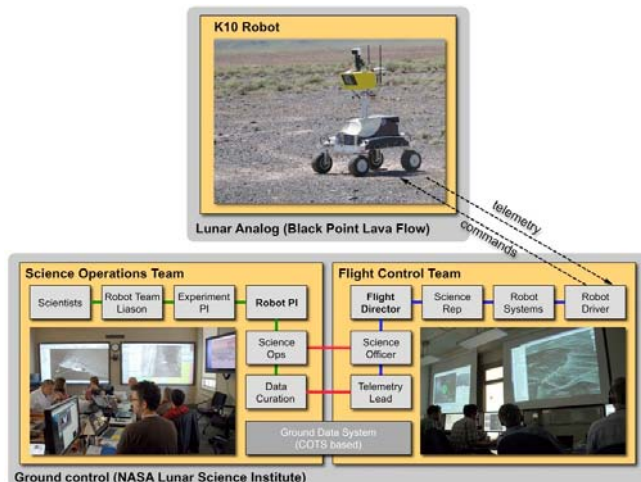 K10 Robot
Lunar Analog (Black Point Lava Flow)
telemetry
commands
Science Operations Team
Scientists
Robot Team
Liason
Experiment
PI
Robot PI
Science
Ops
Data
Curation
Flight Control Team
Flight
Director
Science
Rep
Robot
Systems
Robot
Driver
Science
Officer
Telemetry
Lead
Ground Data System
(COTS based)
Ground control (NASA Lunar Science Institute)